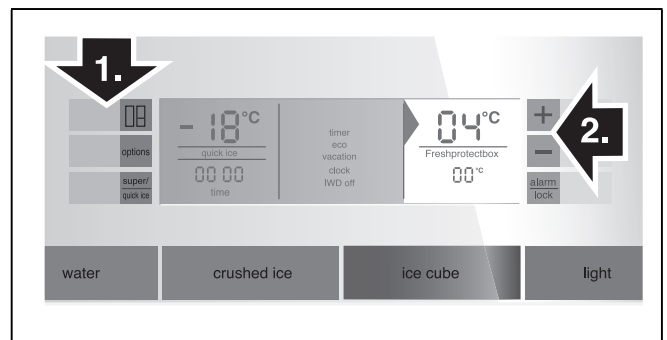 1.
-18°C
quick ice
00 00
time
timer
eco
vacation
clock
IWD off
04°C
Freshprotectbox
00°C
options
super/
quick ice
+
−
2.
alarm
lock
water
crushed ice
ice cube
light